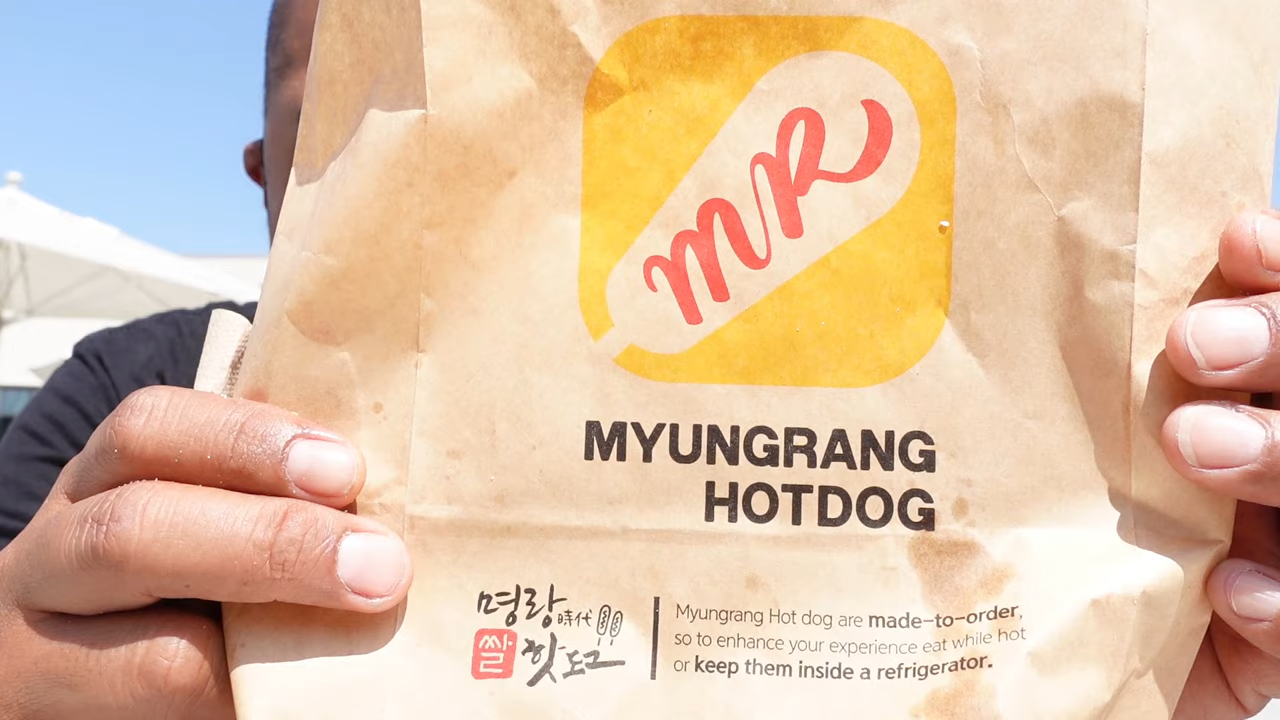 MR
MYUNGRANG
HOTDOG
명랑時代
쌀핫도그
Myungrang Hot dog are made-to-order,
so to enhance your experience eat while hot
or keep them inside a refrigerator.